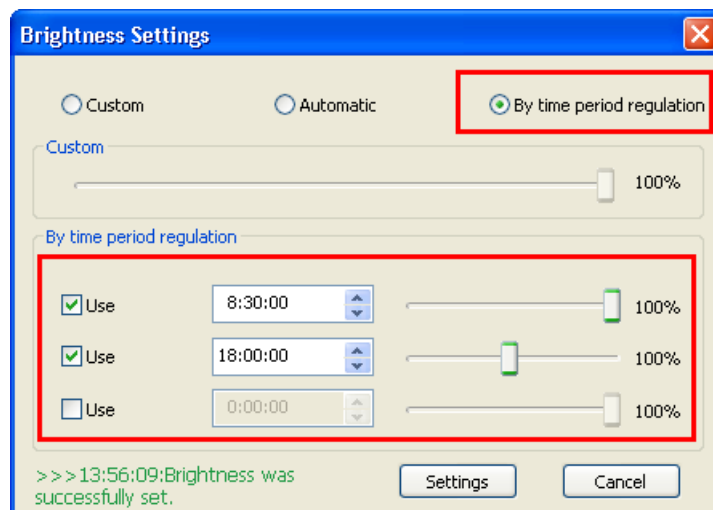 Brightness Settings
Custom Automatic By time period regulation
Custom
100%
By time period regulation
Use 8:30:00 100%
Use 18:00:00 100%
Use 0:00:00 100%
>>>13:56:09:Brightness was
successfully set.
Settings Cancel